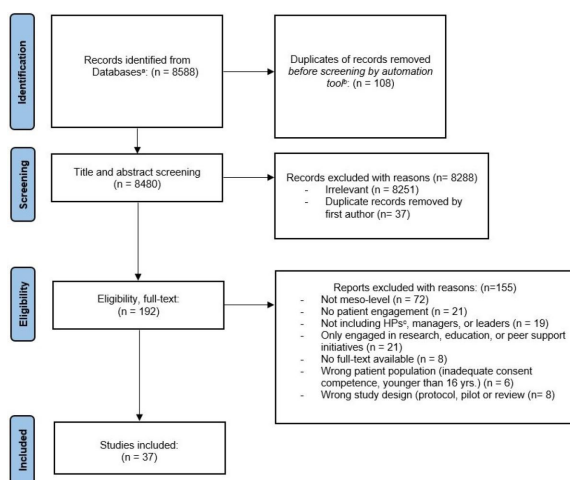 Identification
Records identified from
Databasesᵃ: (n = 8588)
Duplicates of records removed
before screening by automation
toolᵇ: (n = 108)
Screening
Title and abstract screening
(n = 8480)
Records excluded with reasons (n= 8288)
- Irrelevant (n = 8251)
- Duplicate records removed by
first author (n= 37)
Eligibility
Eligibility, full-text:
(n = 192)
Reports excluded with reasons: (n=155)
- Not meso-level (n = 72)
- No patient engagement (n = 21)
- Not including HPsᶜ, managers, or leaders (n = 19)
- Only engaged in research, education, or peer support
initiatives (n = 21)
- No full-text available (n = 8)
- Wrong patient population (inadequate consent
competence, younger than 16 yrs.) (n = 6)
- Wrong study design (protocol, pilot or review (n= 8)
Included
Studies included:
(n = 37)